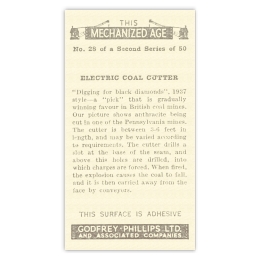 THIS
MECHANIZED AGE
No. 28 of a Second Series of 50
ELECTRIC COAL CUTTER
"Digging for black diamonds", 1937
style—a "pick" that is gradually
winning favour in British coal mines.
Our picture shows anthracite being
cut in one of the Pennsylvania mines.
The cutter is between 5-6 feet in
length, and may be varied according
to requirements. The cutter drills a
slot at the base of the seam, and
above this holes are drilled, into
which charges are forced. When fired,
the explosion causes the coal to fall,
and it is then carried away from the
face by conveyors.
THIS SURFACE IS ADHESIVE
GODFREY-PHILLIPS LTD.
AND ASSOCIATED COMPANIES